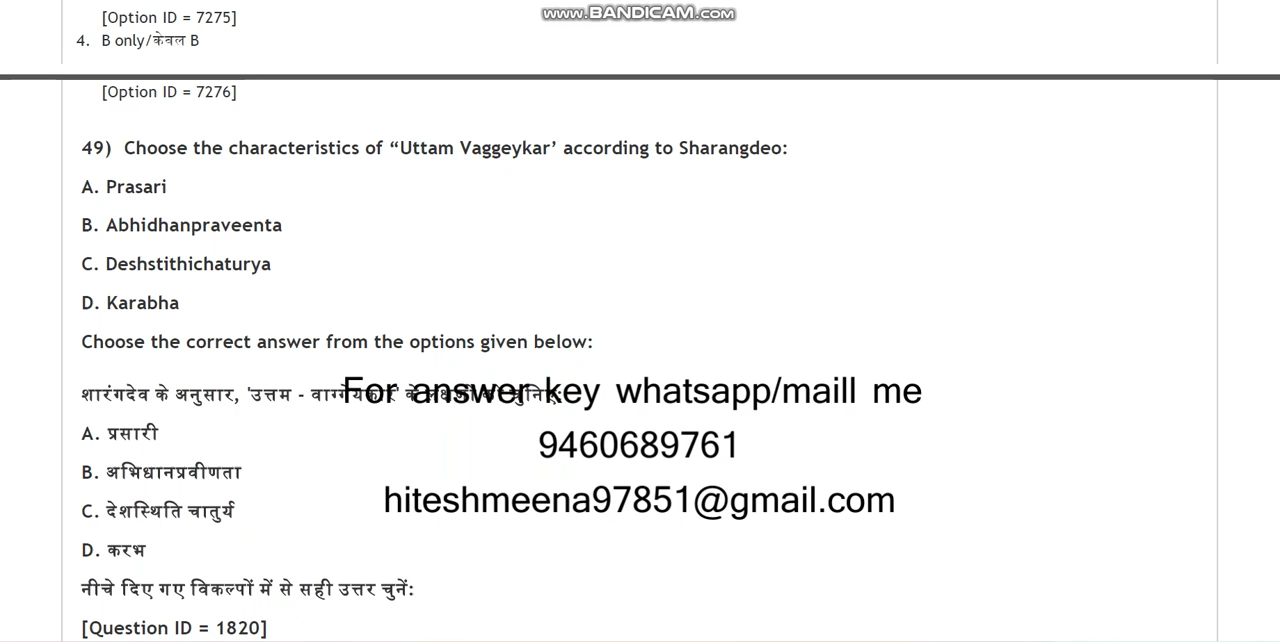 [Option ID = 7275]
www.BANDICAM.com
4. B only/केवल B
[Option ID = 7276]
49) Choose the characteristics of “Uttam Vaggeykar’ according to Sharangdeo:
A. Prasari
B. Abhidhanpraveenta
C. Deshstithichaturya
D. Karabha
Choose the correct answer from the options given below:
शारंगदेव के अनुसार, 'उत्तम - वाग्गेयकार' के लक्षणों को चुनिए:
For answer key whatsapp/maill me
A. प्रसारी
9460689761
B. अभिधानप्रवीणता
hiteshmeena97851@gmail.com
C. देशस्थिति चातुर्य
D. करभ
नीचे दिए गए विकल्पों में से सही उत्तर चुनें:
[Question ID = 1820]